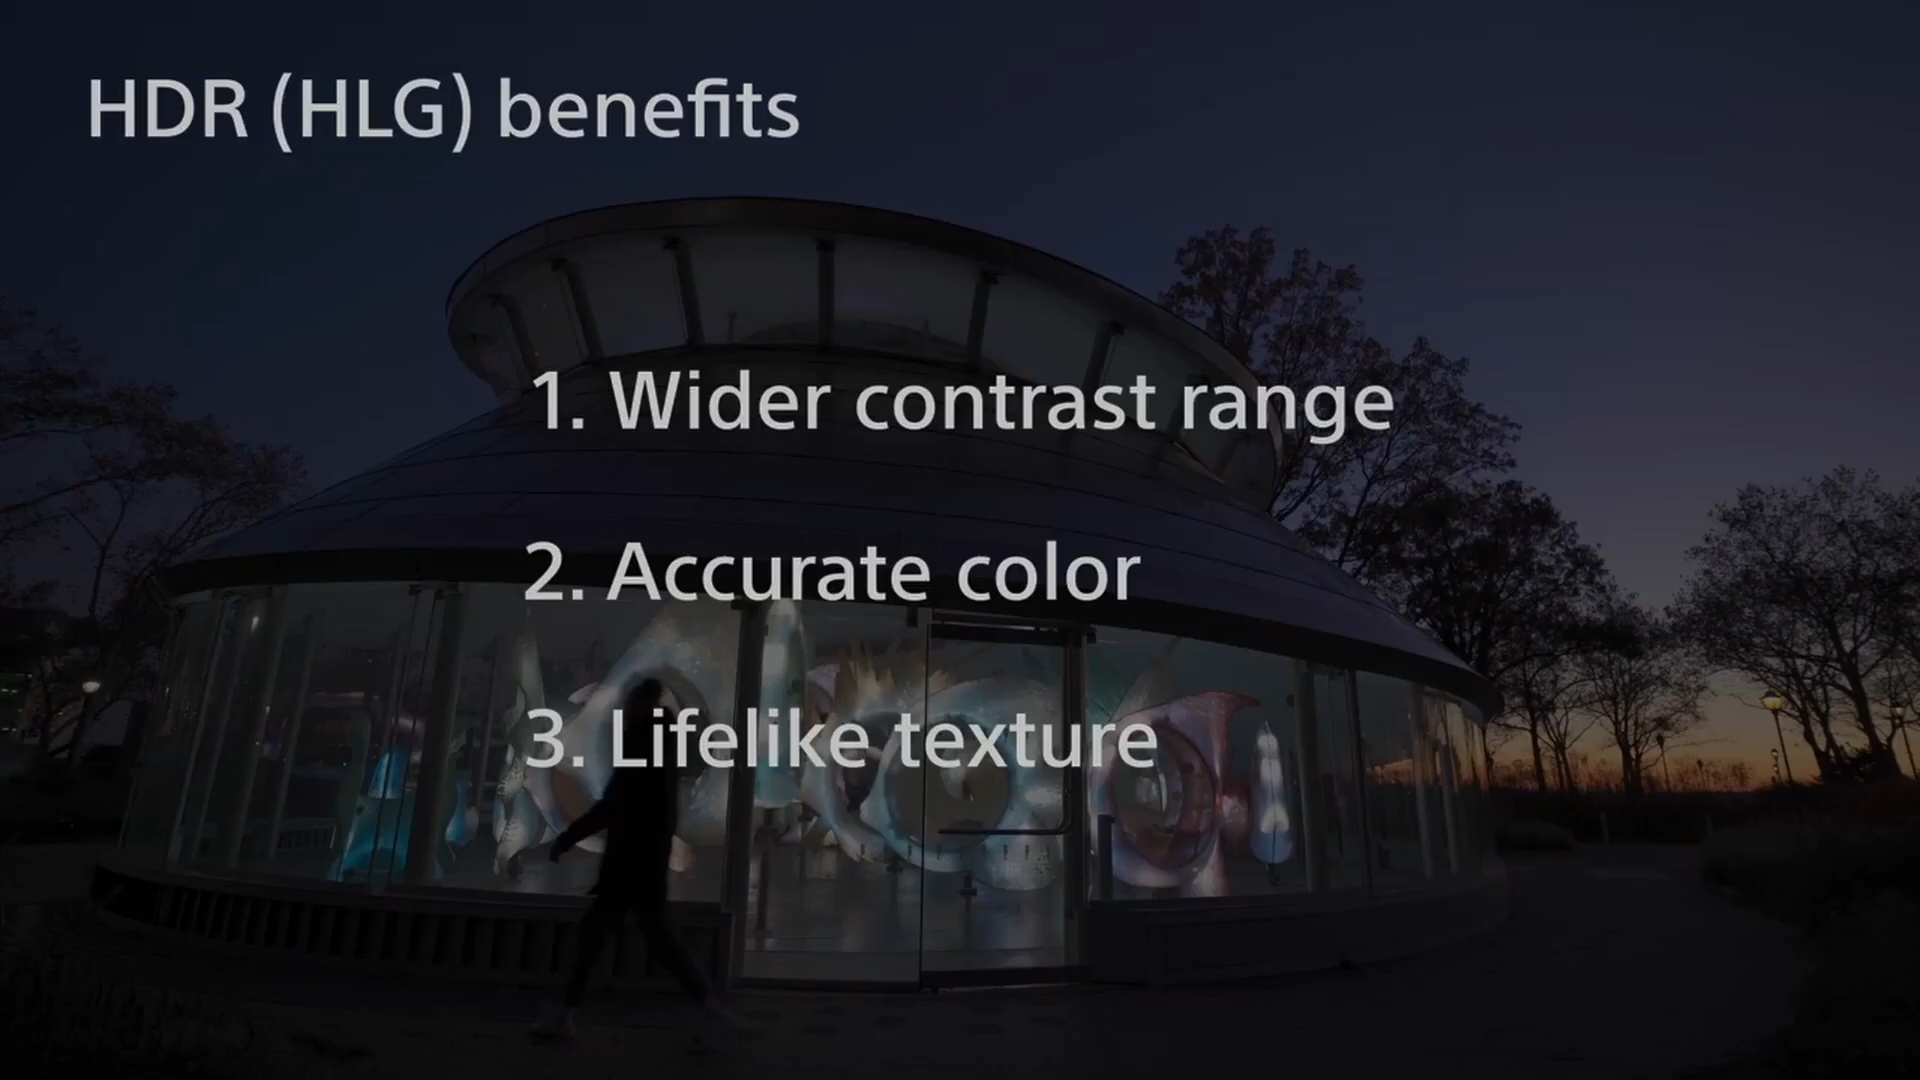 HDR (HLG) benefits
1. Wider contrast range
2. Accurate color
3. Lifelike texture